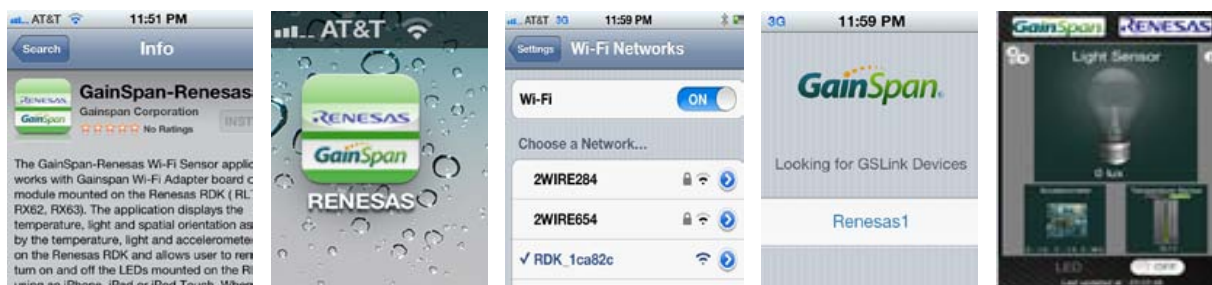 AT&T 11:51 PM
Search Info
RENESAS
GainSpan
GainSpan-Renesas
Gainspan Corporation
No Ratings
INST
The GainSpan-Renesas Wi-Fi Sensor applic
works with Gainspan Wi-Fi Adapter board o
module mounted on the Renesas RDK ( RL
RX62, RX63). The application displays the
temperature, light and spatial orientation as
by the temperature, light and acceleromete
on the Renesas RDK and allows user to rem
turn on and off the LEDs mounted on the R
AT&T
RENESAS
GainSpan
RENESAS
AT&T 3G 11:59 PM
Settings Wi-Fi Networks
Wi-Fi ON
Choose a Network...
2WIRE284
2WIRE654
✓ RDK_1ca82c
3G 11:59 PM
GainSpan.
Looking for GSLink Devices
Renesas1
GainSpan RENESAS
Light Sensor
0 lux
LED OFF